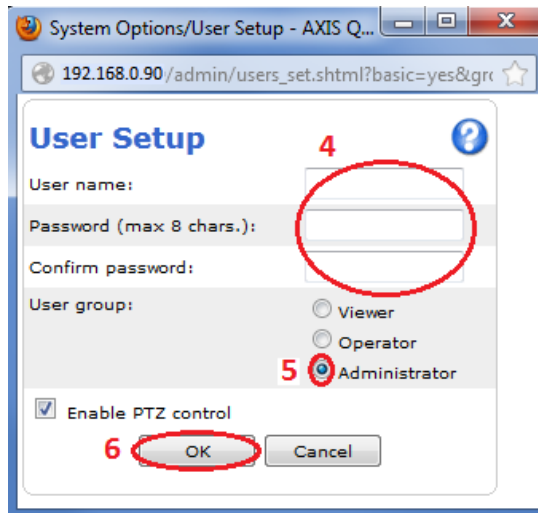 System Options/User Setup - AXIS Q...
192.168.0.90/admin/users_set.shtml?basic=yes&gr
User Setup
4
User name:
Password (max 8 chars.):
Confirm password:
User group:
Viewer
Operator
5 Administrator
Enable PTZ control
6 OK Cancel